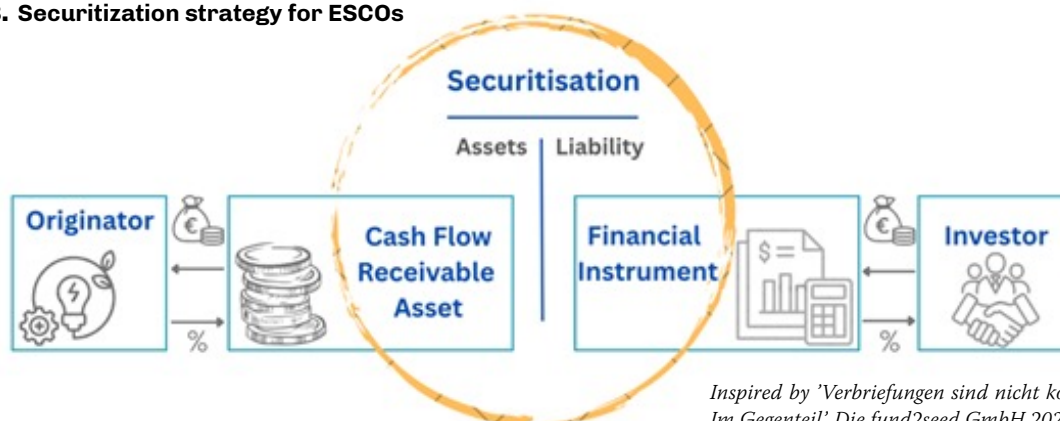 . Securitization strategy for ESCOs
Securitisation
Assets
Liability
Originator
€
Cash Flow
Receivable
Asset
%
Financial
Instrument
$ =
€
Investor
%
Inspired by 'Verbriefungen sind nicht
Im Gegenteil' Die fund2seed GmbH 202